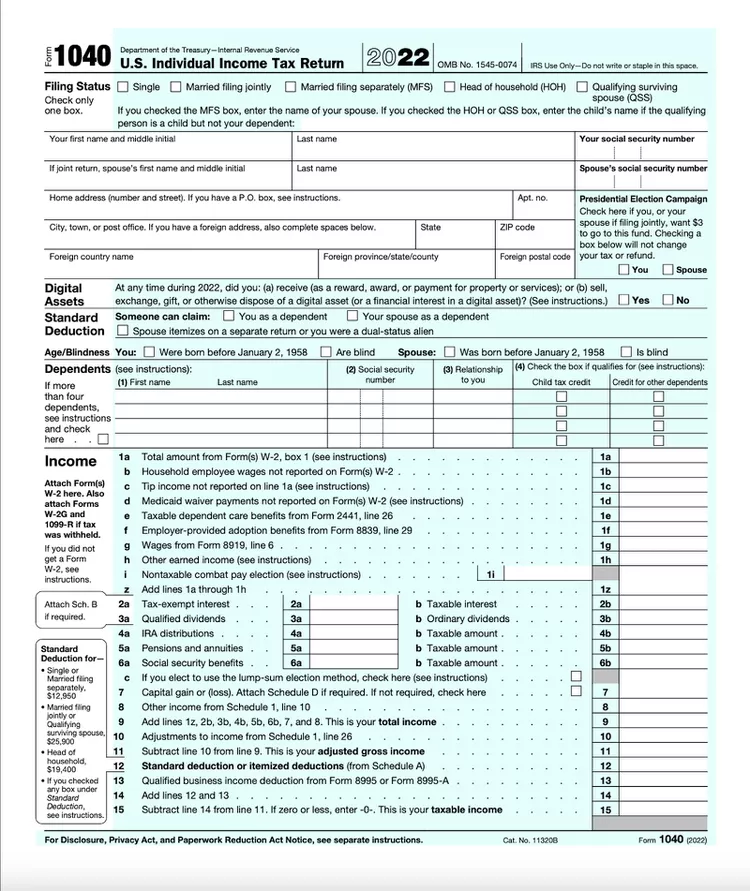 Form 1040 Department of the Treasury—Internal Revenue Service
U.S. Individual Income Tax Return 2022 OMB No. 1545-0074 IRS Use Only—Do not write or staple in this space.
Filing Status Single Married filing jointly Married filing separately (MFS) Head of household (HOH) Qualifying surviving spouse (QSS)
Check only one box.
If you checked the MFS box, enter the name of your spouse. If you checked the HOH or QSS box, enter the child's name if the qualifying
person is a child but not your dependent:
Your first name and middle initial Last name Your social security number
If joint return, spouse's first name and middle initial Last name Spouse's social security number
Home address (number and street). If you have a P.O. box, see instructions. Apt. no.
City, town, or post office. If you have a foreign address, also complete spaces below. State ZIP code
Foreign country name Foreign province/state/county Foreign postal code
Presidential Election Campaign
Check here if you, or your
spouse if filing jointly, want $3
to go to this fund. Checking a
box below will not change
your tax or refund.
You Spouse
Digital Assets
At any time during 2022, did you: (a) receive (as a reward, award, or payment for property or services); or (b) sell,
exchange, gift, or otherwise dispose of a digital asset (or a financial interest in a digital asset)? (See instructions.) Yes No
Standard Deduction
Someone can claim: You as a dependent Your spouse as a dependent
Spouse itemizes on a separate return or you were a dual-status alien
Age/Blindness You: Were born before January 2, 1958 Are blind Spouse: Was born before January 2, 1958 Is blind
Dependents (see instructions):
If more
than four
dependents,
see instructions
and check
here . .
(1) First name Last name
(2) Social security number
(3) Relationship to you
(4) Check the box if qualifies for (see instructions):
Child tax credit Credit for other dependents
Income
Attach Form(s)
W-2 here. Also
attach Forms
W-2G and
1099-R if tax
was withheld.
If you did not
get a Form
W-2, see
instructions.
1a Total amount from Form(s) W-2, box 1 (see instructions) 1a
b Household employee wages not reported on Form(s) W-2 1b
c Tip income not reported on line 1a (see instructions) 1c
d Medicaid waiver payments not reported on Form(s) W-2 (see instructions) 1d
e Taxable dependent care benefits from Form 2441, line 26 1e
f Employer-provided adoption benefits from Form 8839, line 29 1f
g Wages from Form 8919, line 6 1g
h Other earned income (see instructions) 1h
i Nontaxable combat pay election (see instructions) 1i
z Add lines 1a through 1h 1z
Attach Sch. B
if required.
2a Tax-exempt interest 2a b Taxable interest 2b
3a Qualified dividends 3a b Ordinary dividends 3b
4a IRA distributions 4a b Taxable amount 4b
5a Pensions and annuities 5a b Taxable amount 5b
6a Social security benefits 6a b Taxable amount 6b
c If you elect to use the lump-sum election method, check here (see instructions)
7 Capital gain or (loss). Attach Schedule D if required. If not required, check here 7
8 Other income from Schedule 1, line 10 8
9 Add lines 1z, 2b, 3b, 4b, 5b, 6b, 7, and 8. This is your total income 9
10 Adjustments to income from Schedule 1, line 26 10
11 Subtract line 10 from line 9. This is your adjusted gross income 11
12 Standard deduction or itemized deductions (from Schedule A) 12
13 Qualified business income deduction from Form 8995 or Form 8995-A 13
14 Add lines 12 and 13 14
15 Subtract line 14 from line 11. If zero or less, enter -0-. This is your taxable income 15
Standard
Deduction for—
• Single or
Married filing
separately,
$12,950
• Married filing
jointly or
Qualifying
surviving spouse,
$25,900
• Head of
household,
$19,400
• If you checked
any box under
Standard
Deduction,
see instructions.
For Disclosure, Privacy Act, and Paperwork Reduction Act Notice, see separate instructions. Cat. No. 11320B Form 1040 (2022)